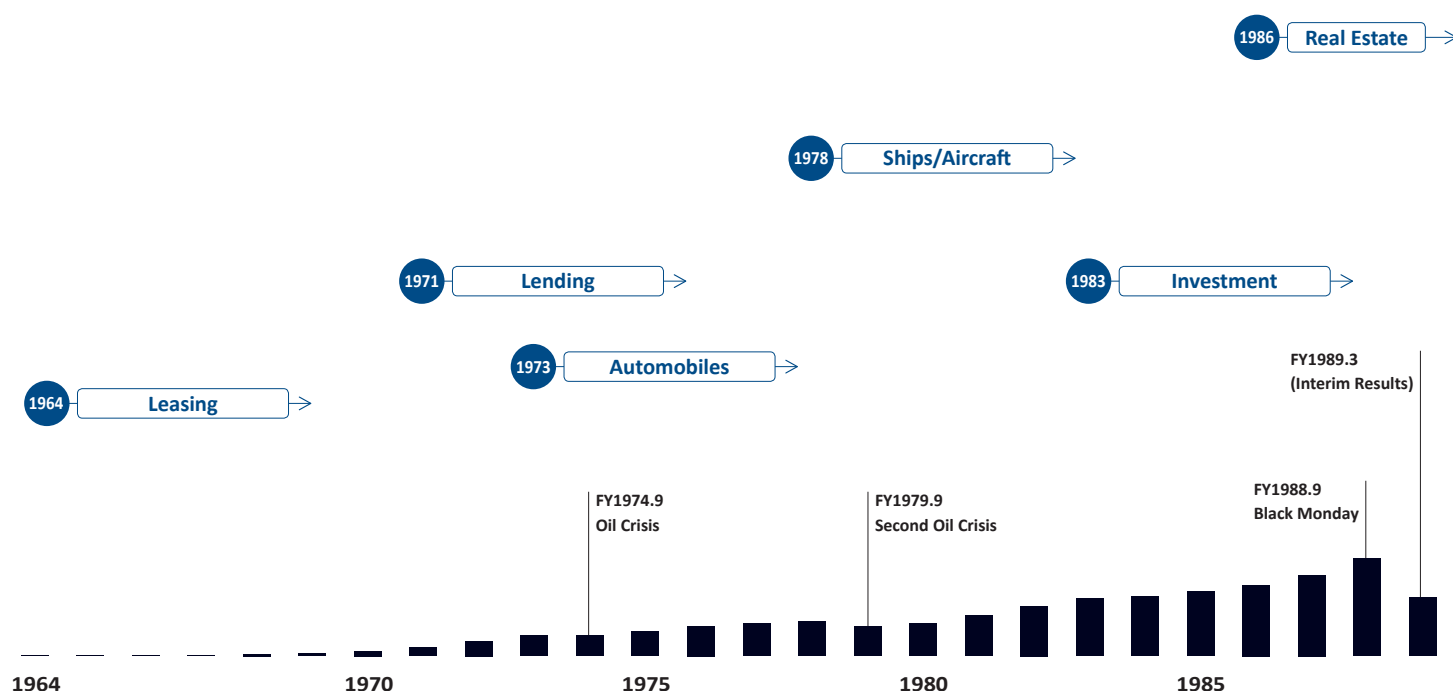 1986 Real Estate
1978 Ships/Aircraft
1971 Lending
1983 Investment
1973 Automobiles
FY1989.3
(Interim Results)
1964 Leasing
FY1974.9
Oil Crisis
FY1979.9
Second Oil Crisis
FY1988.9
Black Monday
1964 1970 1975 1980 1985